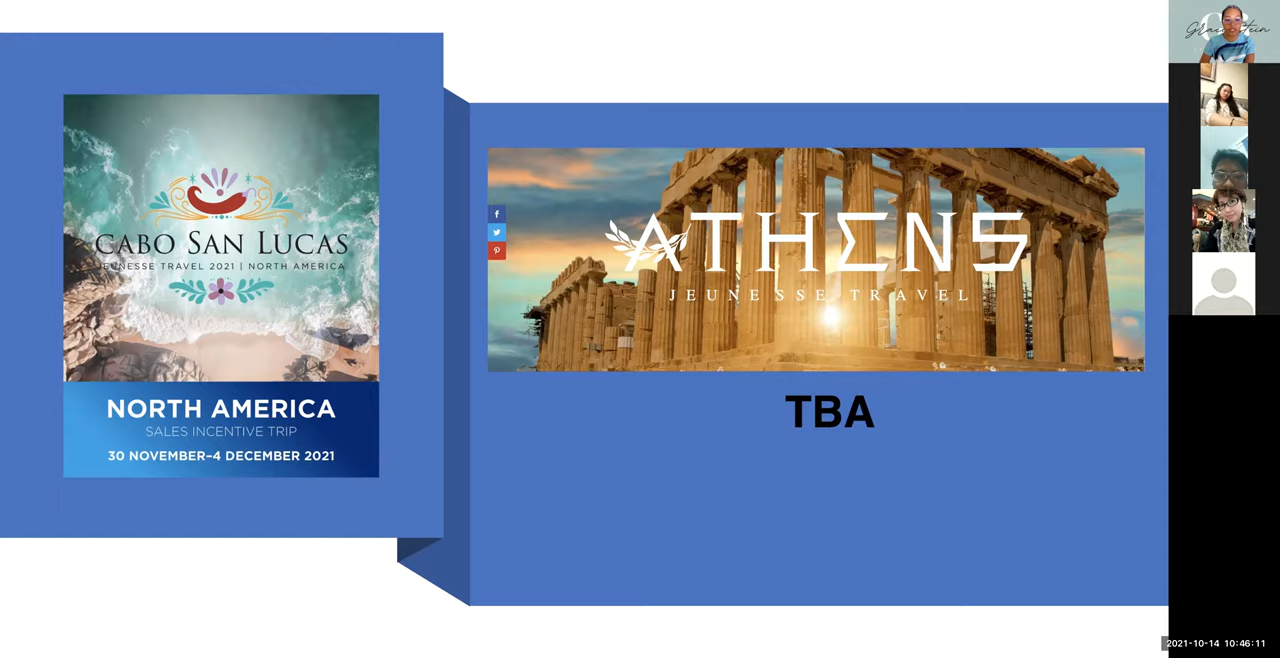 CABO SAN LUCAS
JEUNESSE TRAVEL 2021 | NORTH AMERICA
NORTH AMERICA
SALES INCENTIVE TRIP
30 NOVEMBER–4 DECEMBER 2021
ATHENS
JEUNESSE TRAVEL
TBA
2021-10-14 10:46:11